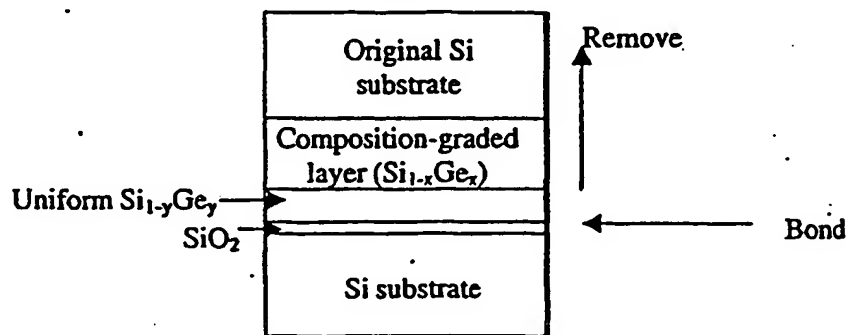 Original Si
substrate
Remove
Composition-graded
layer (Si₁₋ₓGeₓ)
Uniform Si₁₋yGey
SiO₂
Bond
Si substrate